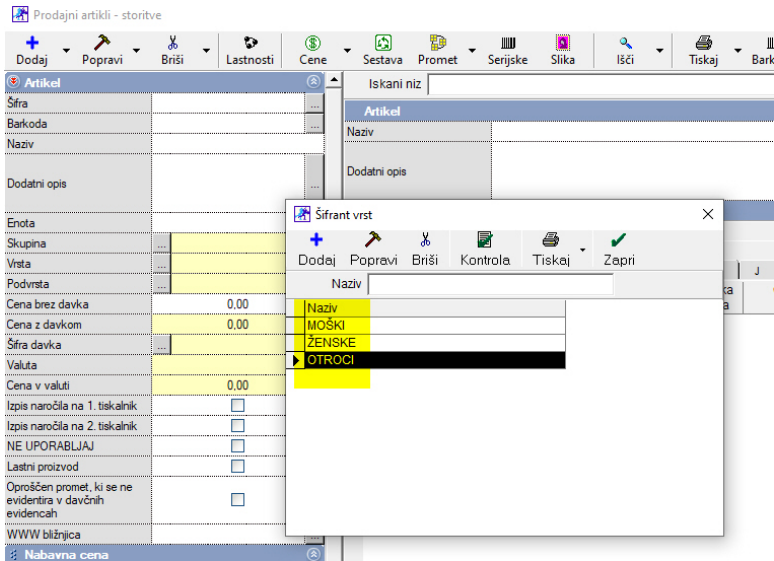 Prodajni artikli - storitve
Dodaj Popravi Briši Lastnosti Cene Sestava Promet Serijske Slika Išči Tiskaj Bark
Artikel
Iskani niz
Šifra ...
Artikel
Barkoda ...
Naziv
Naziv
Dodatni opis ...
Dodatni opis
Šifrant vrst
Enota
Skupina ...
Dodaj Popravi Briši Kontrola Tiskaj Zapri
Vrsta ...
J
Podvrsta ...
Naziv
Cena brez davka 0,00
Naziv
Cena z davkom 0,00
MOŠKI
Šifra davka ...
ŽENSKE
Valuta
OTROCI
Cena v valuti 0,00
Izpis naročila na 1. tiskalnik
Izpis naročila na 2. tiskalnik
NE UPORABLJAJ
Lastni proizvod
Oproščen promet, ki se ne
evidentira v davčnih
evidencah
WWW bližnjica ...
Nabavna cena